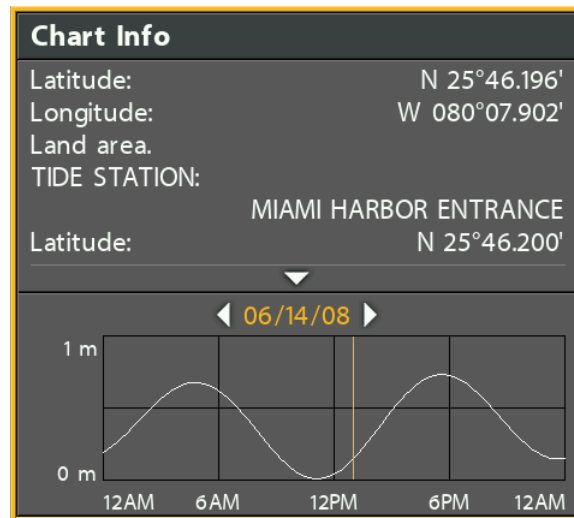 Chart Info
Latitude: N 25°46.196'
Longitude: W 080°07.902'
Land area.
TIDE STATION:
MIAMI HARBOR ENTRANCE
Latitude: N 25°46.200'
06/14/08
1 m
0 m
12AM 6AM 12PM 6PM 12AM